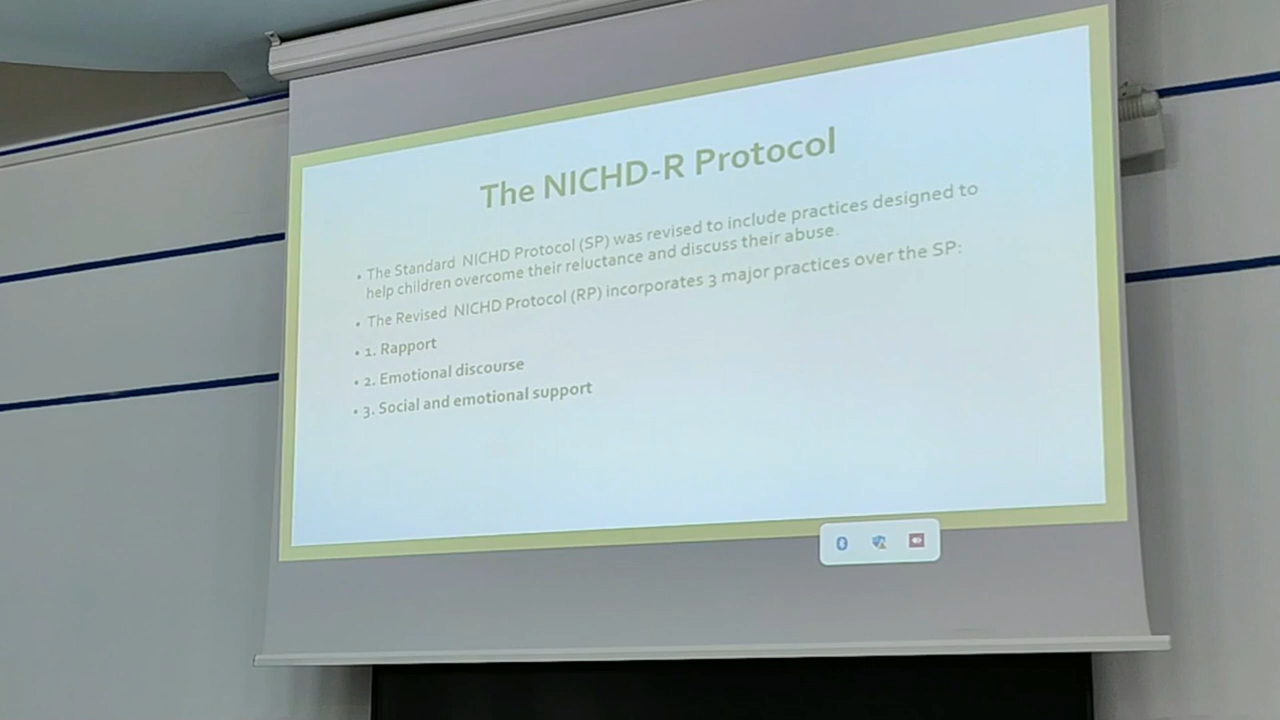 The NICHD-R Protocol
• The Standard NICHD Protocol (SP) was revised to include practices designed to
help children overcome their reluctance and discuss their abuse.
• The Revised NICHD Protocol (RP) incorporates 3 major practices over the SP:
• 1. Rapport
• 2. Emotional discourse
• 3. Social and emotional support